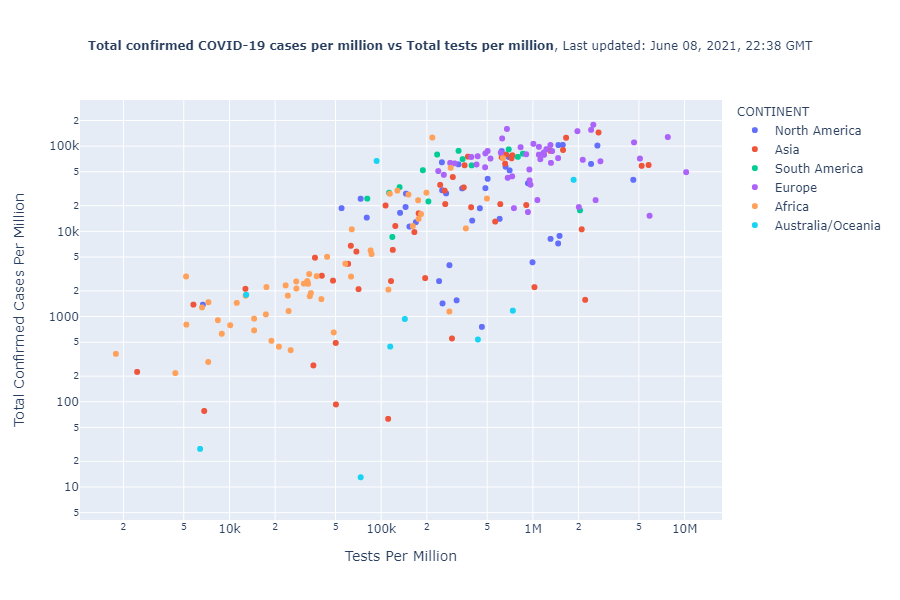 Total confirmed COVID-19 cases per million vs Total tests per million, Last updated: June 08, 2021, 22:38 GMT
CONTINENT
North America
Asia
South America
Europe
Africa
Australia/Oceania
Total Confirmed Cases Per Million
2
100k
5
2
10k
5
2
1000
5
2
100
5
2
10
5
2 5 10k 2 5 100k 2 5 1M 2 5 10M
Tests Per Million